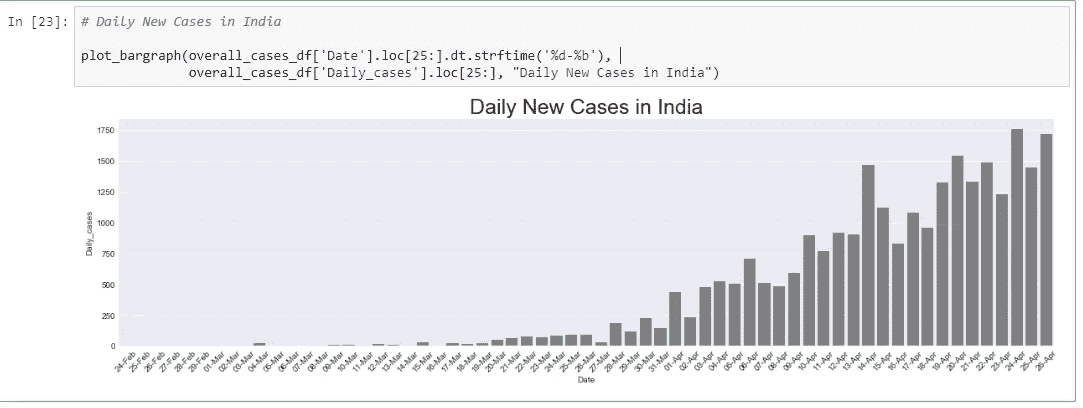 In [23]: # Daily New Cases in India
plot_bargraph(overall_cases_df['Date'].loc[25:].dt.strftime('%d-%b'),
overall_cases_df['Daily_cases'].loc[25:], "Daily New Cases in India")
Daily New Cases in India
1750
1500
1250
1000
750
500
250
0
Daily_cases
24-Feb 25-Feb 26-Feb 27-Feb 28-Feb 29-Feb 01-Mar 02-Mar 03-Mar 04-Mar 05-Mar 06-Mar 07-Mar 08-Mar 09-Mar 10-Mar 11-Mar 12-Mar 13-Mar 14-Mar 15-Mar 16-Mar 17-Mar 18-Mar 19-Mar 20-Mar 21-Mar 22-Mar 23-Mar 24-Mar 25-Mar 26-Mar 27-Mar 28-Mar 29-Mar 30-Mar 31-Mar 01-Apr 02-Apr 03-Apr 04-Apr 05-Apr 06-Apr 07-Apr 08-Apr 09-Apr 10-Apr 11-Apr 12-Apr 13-Apr 14-Apr 15-Apr 16-Apr 17-Apr 18-Apr 19-Apr 20-Apr 21-Apr 22-Apr 23-Apr 24-Apr 25-Apr 26-Apr
Date